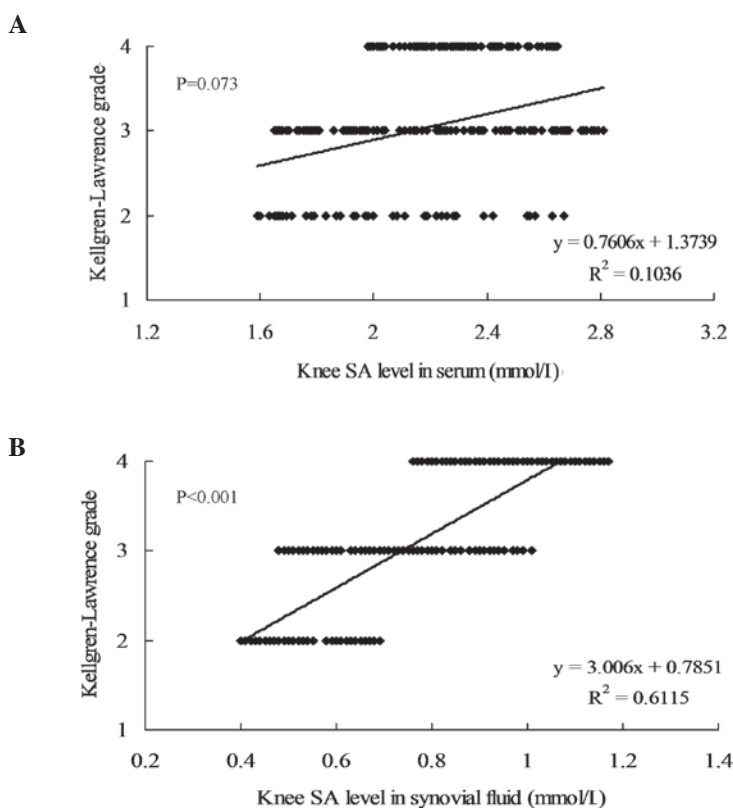 A
Kellgren-Lawrence grade
4
3
2
1
P=0.073
y = 0.7606x + 1.3739
R² = 0.1036
1.2 1.6 2 2.4 2.8 3.2
Knee SA level in serum (mmol/l)
B
Kellgren-Lawrence grade
4
3
2
1
P<0.001
y = 3.006x + 0.7851
R² = 0.6115
0.2 0.4 0.6 0.8 1 1.2 1.4
Knee SA level in synovial fluid (mmol/L)